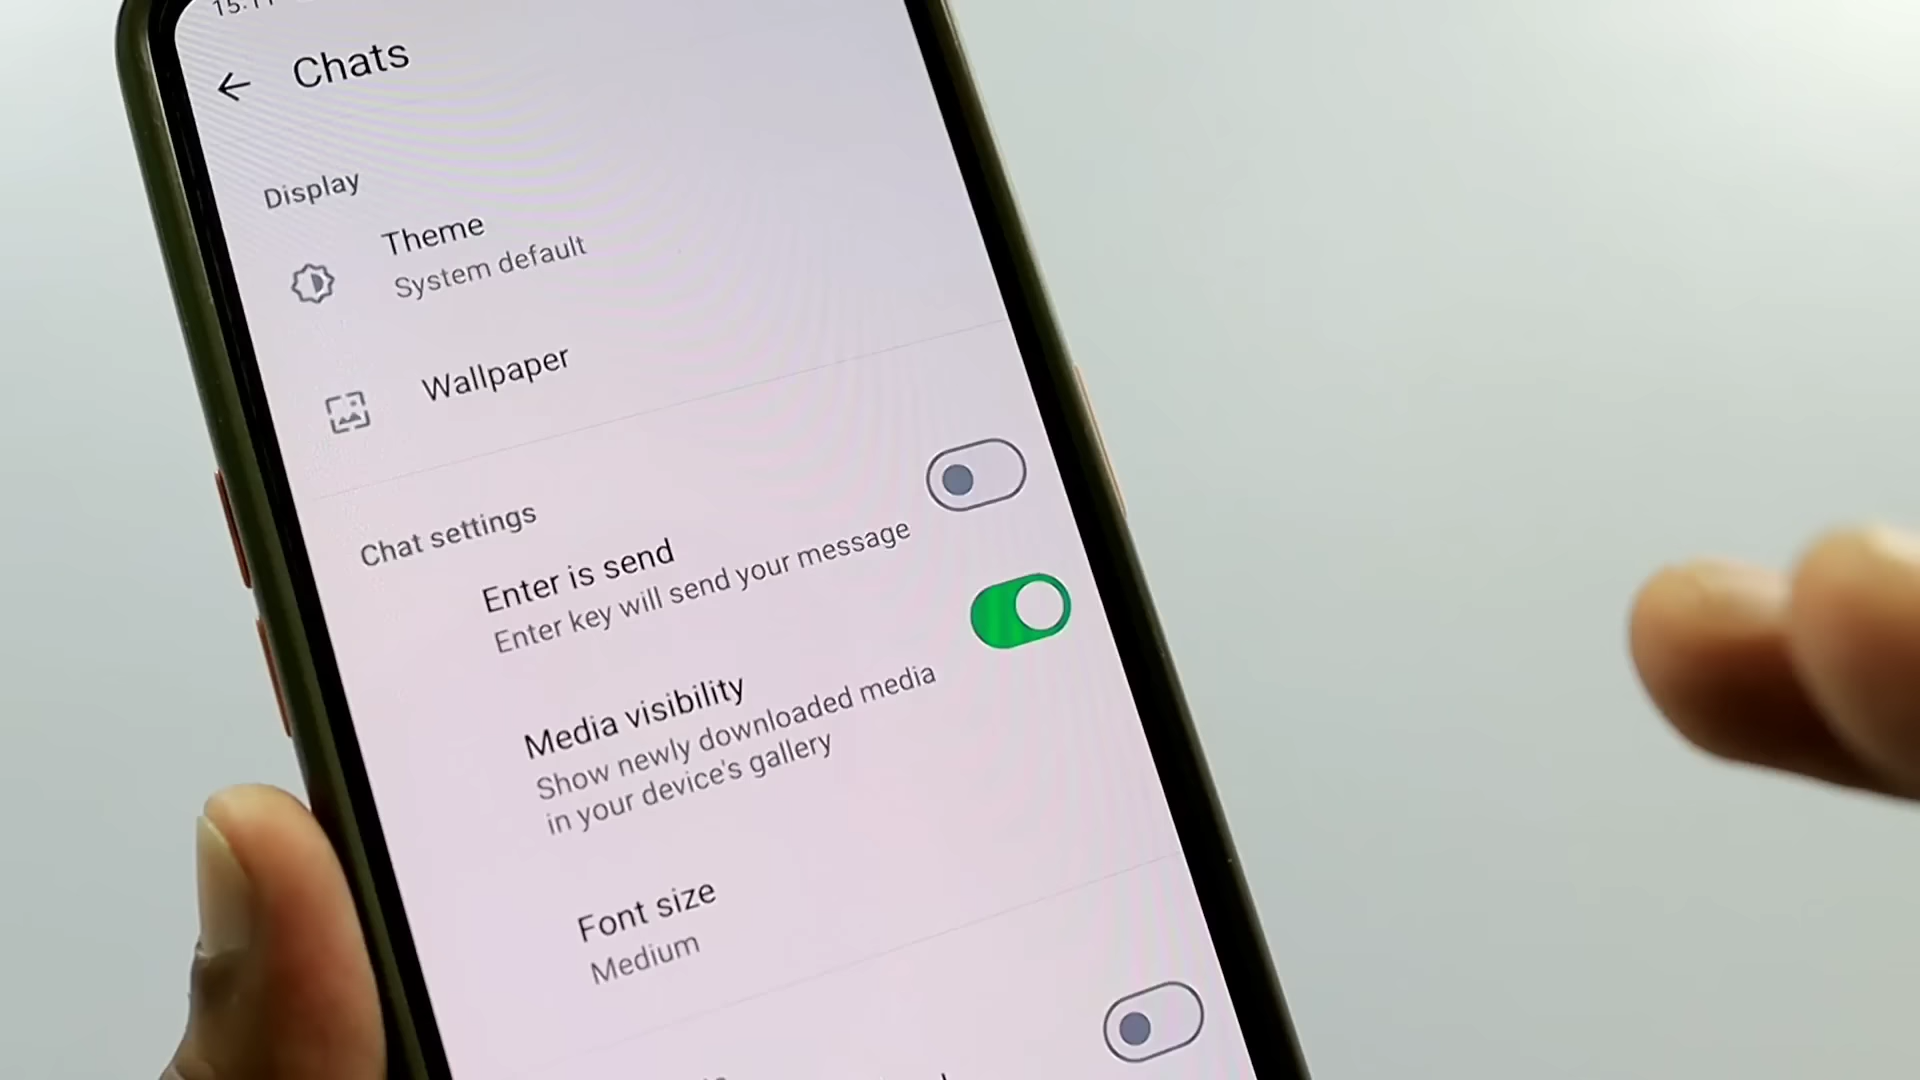 Chats
Display
Theme
System default
Wallpaper
Chat settings
Enter is send
Enter key will send your message
Media visibility
Show newly downloaded media
in your device's gallery
Font size
Medium